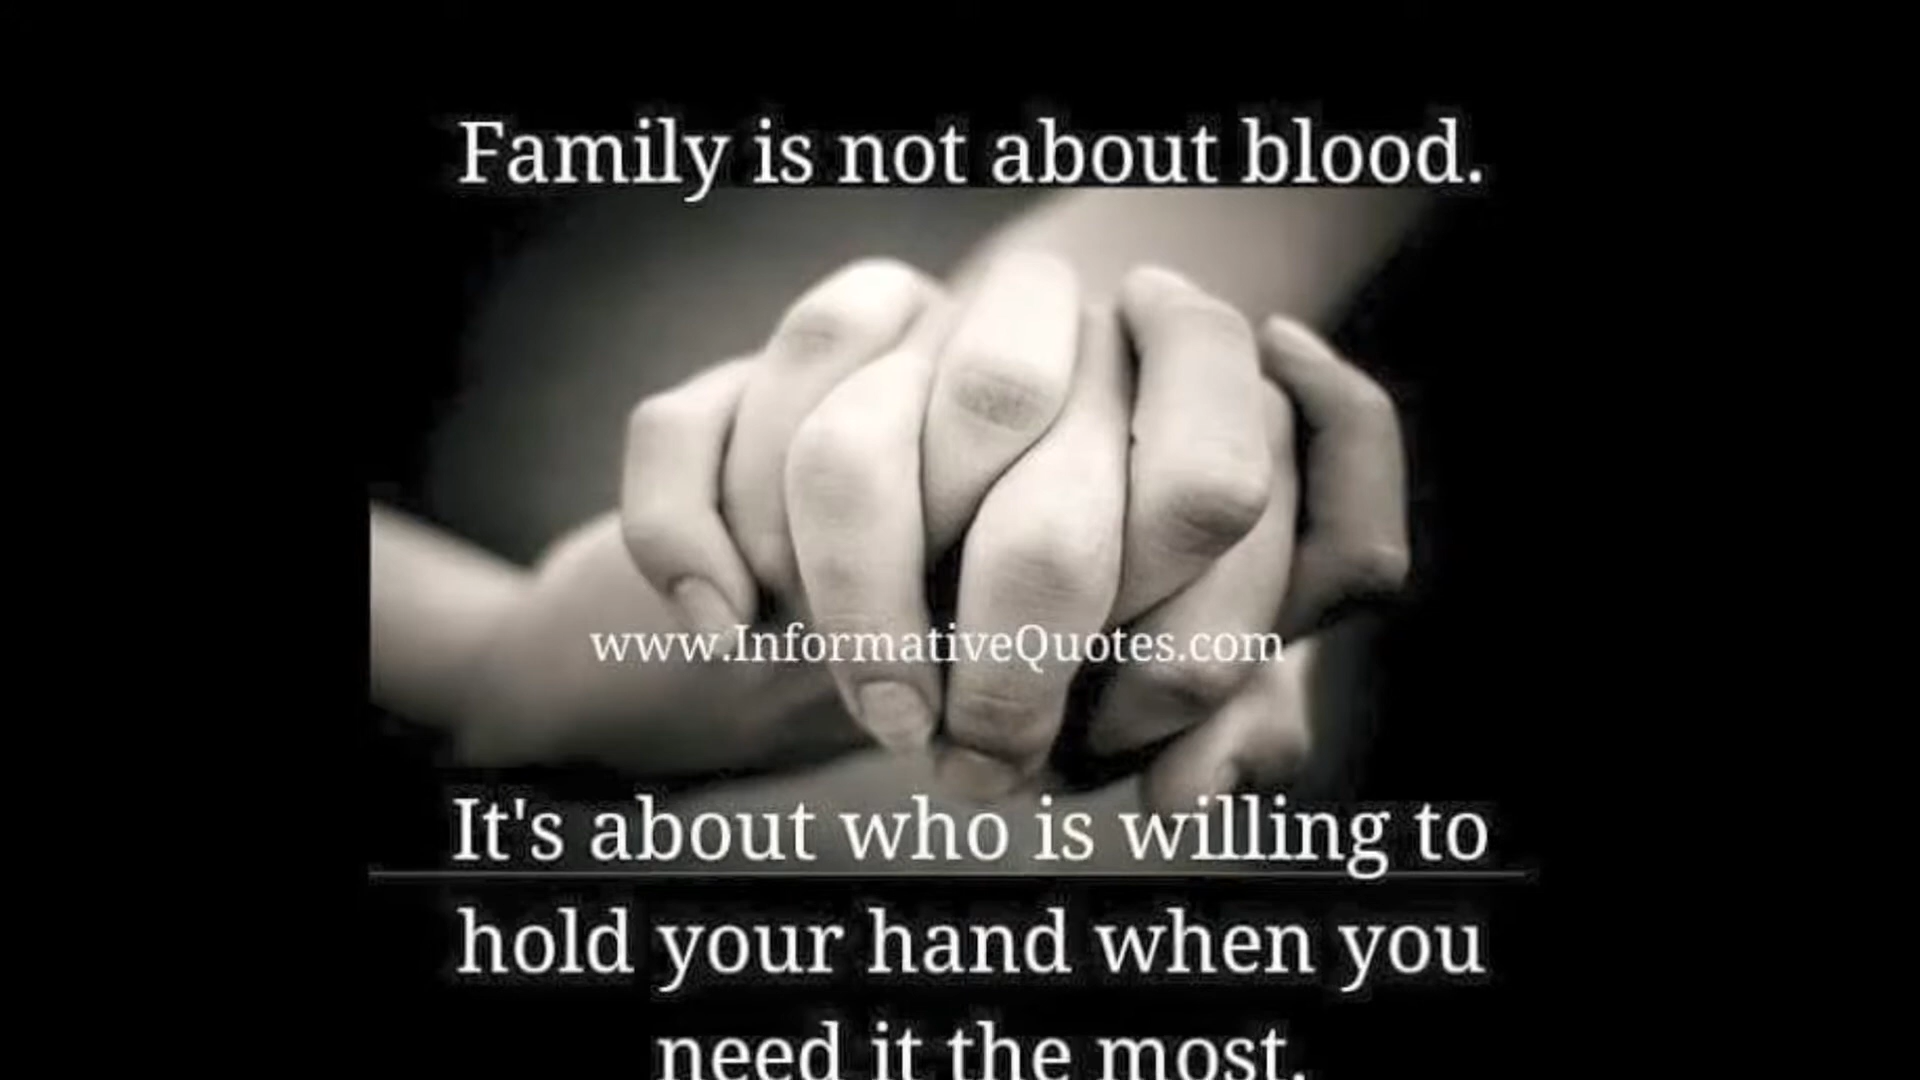 Family is not about blood.
www.InformativeQuotes.com
It's about who is willing to
hold your hand when you
need it the most.